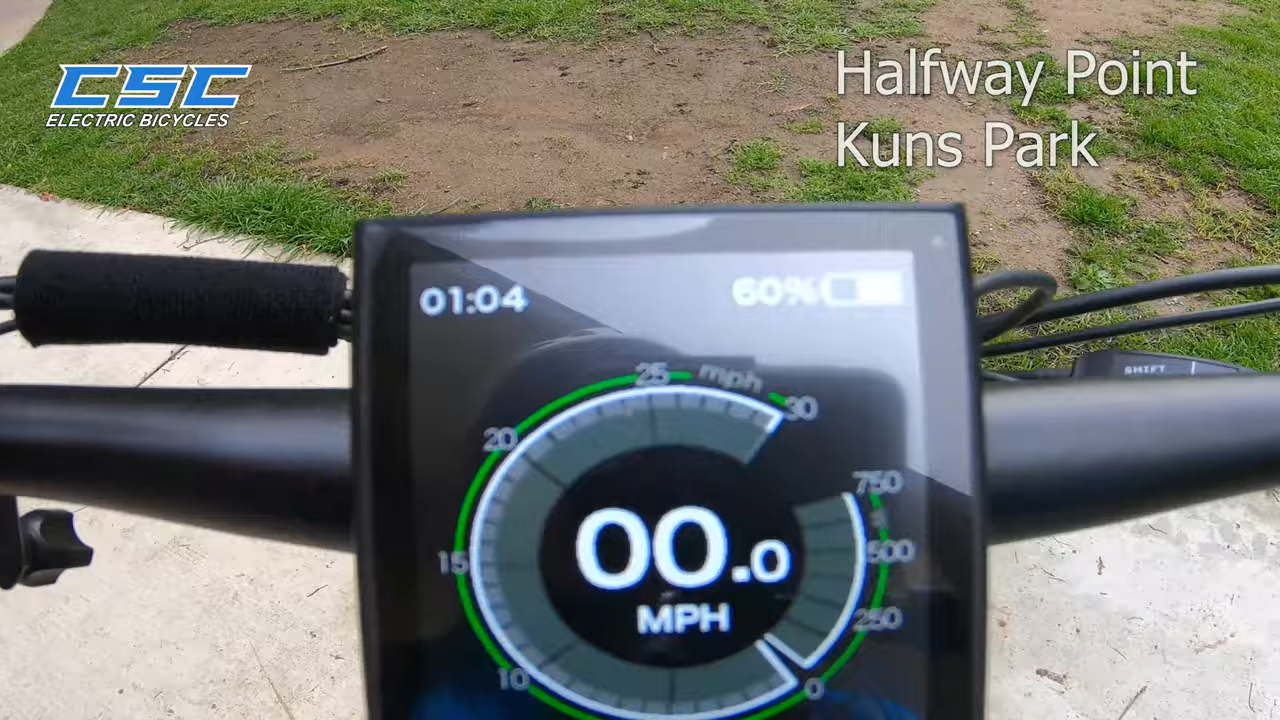 CSC
ELECTRIC BICYCLES
Halfway Point
Kuns Park
01:04
60%
25
mph
30
20
750
15
500
00.0
MPH
250
10
0
SHIFT